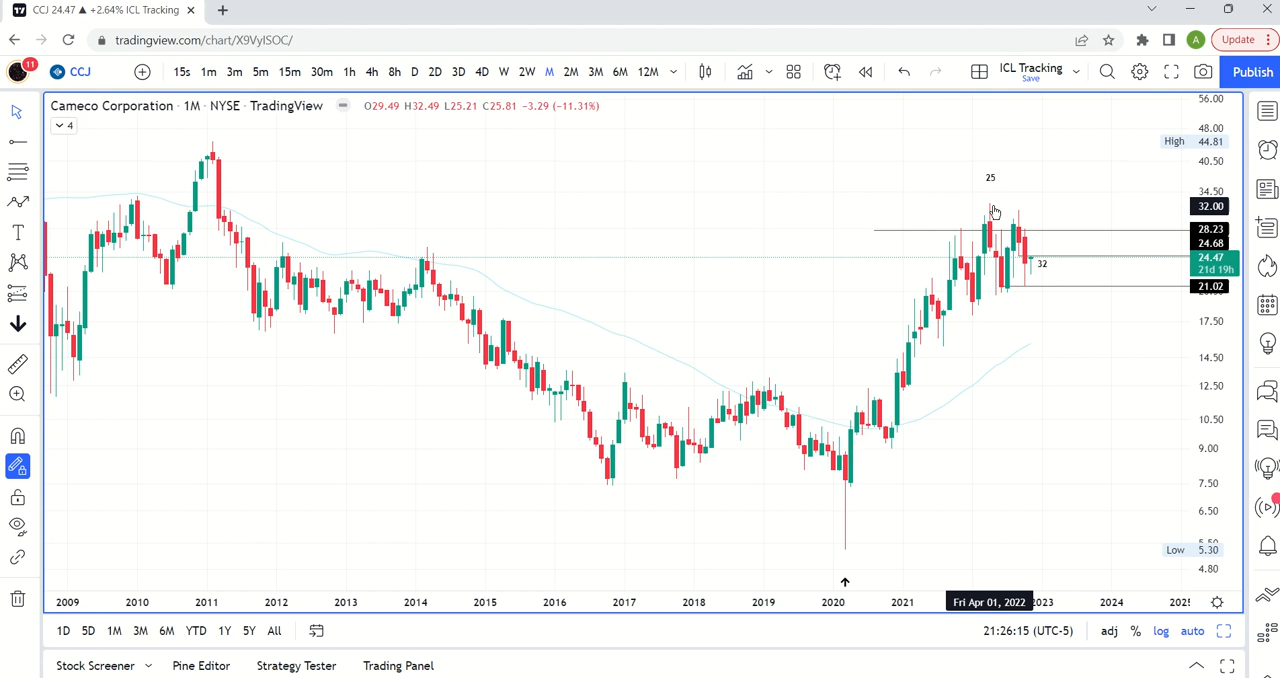 CCJ 24.47 ▲ +2.64% ICL Tracking
tradingview.com/chart/X9VyISOC/
A
Update
11
CCJ
15s 1m 3m 5m 15m 30m 1h 4h 8h D 2D 3D 4D W 2W M 2M 3M 6M 12M
ICL Tracking
Save
Publish
Cameco Corporation · 1M · NYSE · TradingView O29.49 H32.49 L25.21 C25.81 −3.29 (−11.31%)
4
56.00
48.00
High 44.81
40.50
25
34.50
32.00
28.23
24.68
24.47
21d 19h
32
21.02
17.50
14.50
12.50
10.50
9.00
7.50
6.50
Low 5.30
4.80
2009 2010 2011 2012 2013 2014 2015 2016 2017 2018 2019 2020 2021 Fri Apr 01, 2022 2023 2024
1D 5D 1M 3M 6M YTD 1Y 5Y All
21:26:15 (UTC-5) adj % log auto
Stock Screener Pine Editor Strategy Tester Trading Panel